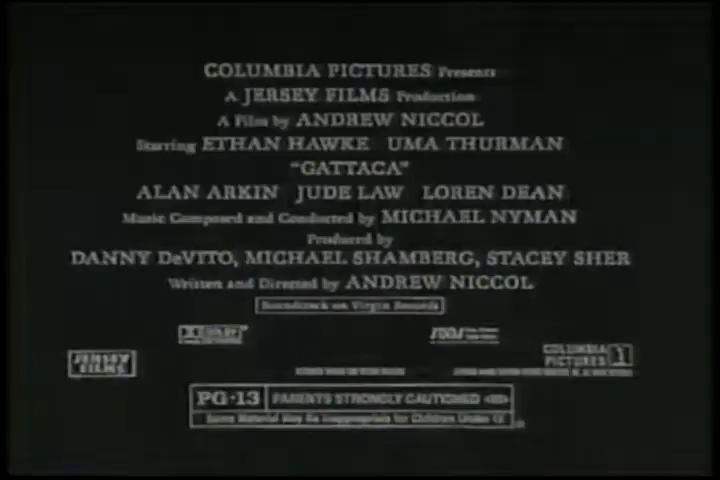 COLUMBIA PICTURES Presents
A JERSEY FILMS Production
A Film by ANDREW NICCOL
Starring ETHAN HAWKE UMA THURMAN
"GATTACA"
ALAN ARKIN JUDE LAW LOREN DEAN
Music Composed and Conducted by MICHAEL NYMAN
Produced by
DANNY DeVITO, MICHAEL SHAMBERG, STACEY SHER
Written and Directed by ANDREW NICCOL
Soundtrack on Virgin Records
JERSEY FILMS
COLUMBIA PICTURES
PG-13 PARENTS STRONGLY CAUTIONED
Some Material May Be Inappropriate for Children Under 13